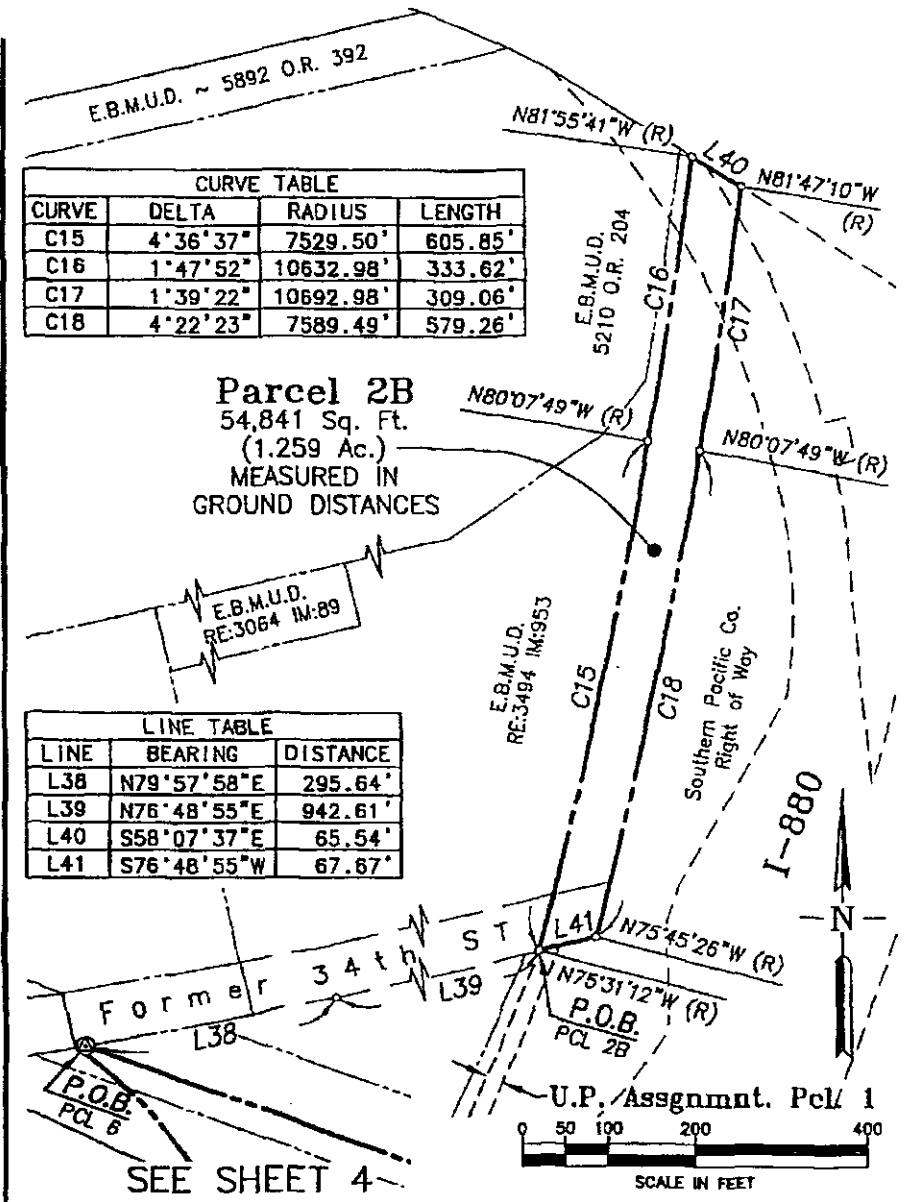 E.B.M.U.D. ~ 5892 O.R. 392
N81°55'41"W (R)
L40
N81°47'10"W
(R)
CURVE TABLE
CURVE DELTA RADIUS LENGTH
C15 4°36'37" 7529.50' 605.85'
C16 1°47'52" 10632.98' 333.62'
C17 1°39'22" 10692.98' 309.06'
C18 4°22'23" 7589.49' 579.26'
E.B.M.U.D.
5210 O.R. 204
C16
C17
Parcel 2B
54,841 Sq. Ft.
(1.259 Ac.)
MEASURED IN
GROUND DISTANCES
N80°07'49"W (R)
N80°07'49"W (R)
E.B.M.U.D.
RE:3064 IM:89
E.B.M.U.D.
RE:3494 IM:953
C15
C18
Southern Pacific Co.
Right of Way
I-880
LINE TABLE
LINE BEARING DISTANCE
L38 N79°57'58"E 295.64'
L39 N76°48'55"E 942.61'
L40 S58°07'37"E 65.54'
L41 S76°48'55"W 67.67'
N
Former 34th ST
L41
N75°45'26"W (R)
L39
N75°31'12"W (R)
L38
P.O.B.
PCL 2B
P.O.B.
PCL 6
U.P. Assgnmnt. Pcl. 1
SEE SHEET 4
0 50 100 200 400
SCALE IN FEET